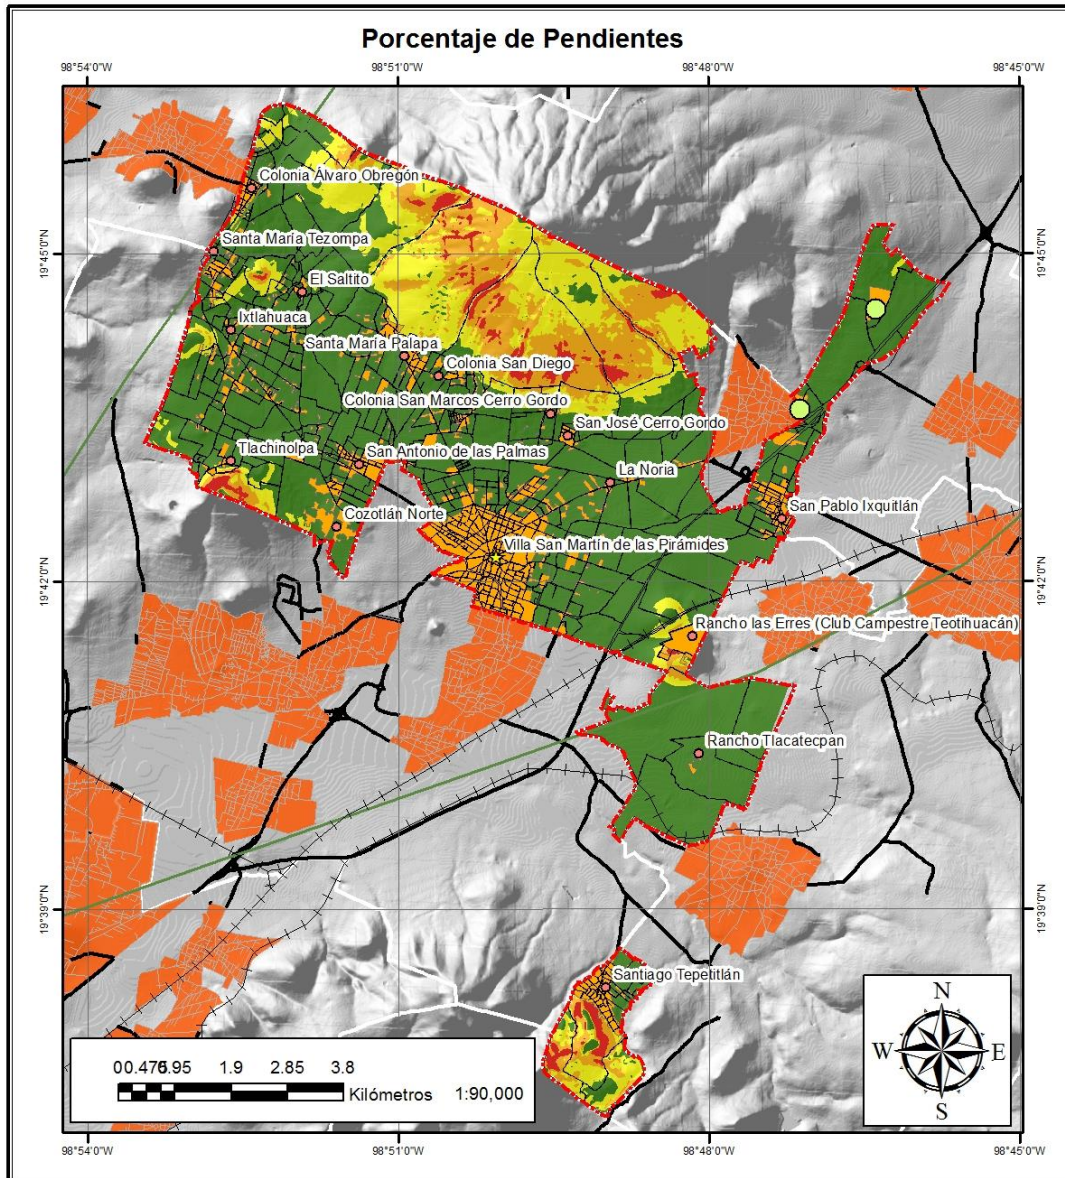 Porcentaje de Pendientes
98°54'0"W 98°51'0"W 98°48'0"W 98°45'0"W
Colonia Álvaro Obregón
Santa María Tezompa
19°45'0"N 19°45'0"N
El Saltito
Ixtlahuaca
Santa María Palapa
Colonia San Diego
Colonia San Marcos Cerro Gordo
San José Cerro Gordo
Tlachinolpa
San Antonio de las Palmas
La Noria
San Pablo Ixquitlán
Cozotlán Norte
Villa San Martín de las Pirámides
19°42'0"N 19°42'0"N
Rancho las Erres (Club Campestre Teotihuacán)
Rancho Tlacatecpan
19°39'0"N 19°39'0"N
Santiago Tepetitlán
N
W E
S
1.9 2.85 3.8
Kilómetros 1:90,000
98°54'0"W 98°51'0"W 98°48'0"W 98°45'0"W